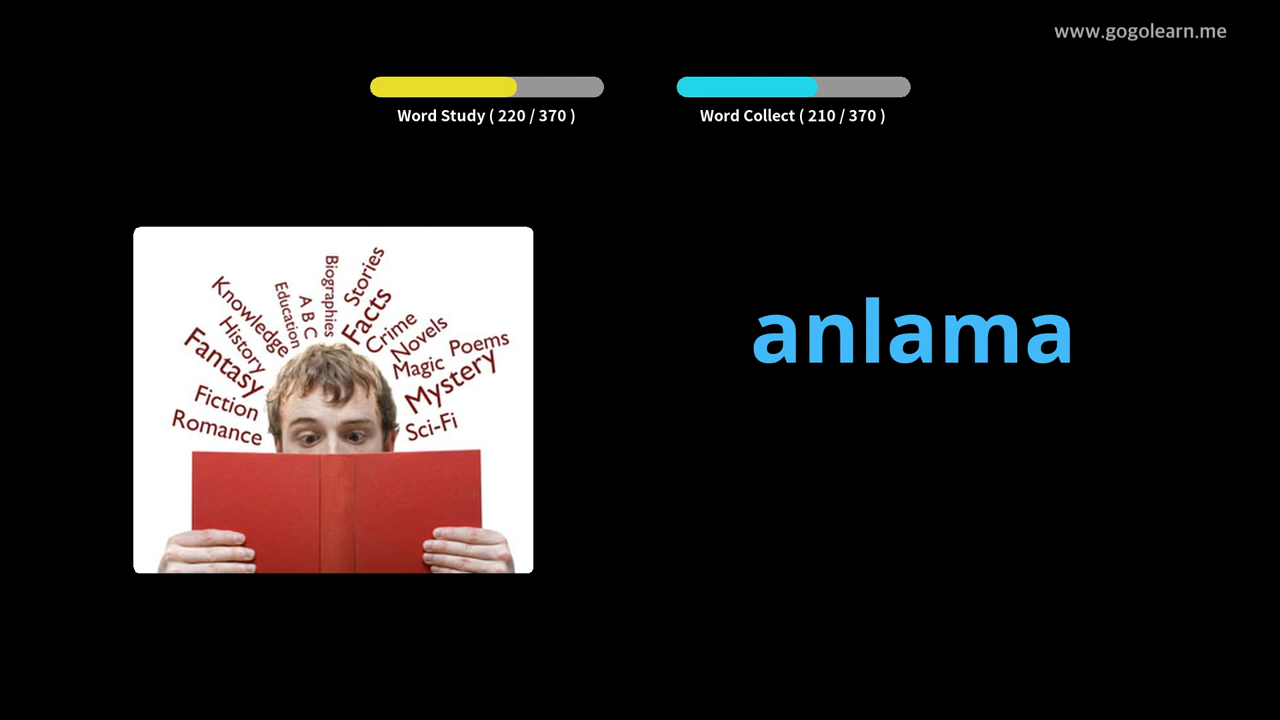 www.gogolearn.me
Word Study ( 220 / 370 )
Word Collect ( 210 / 370 )
Knowledge
History
Fantasy
Fiction
Romance
Education
A B C
Biographies
Stories
Facts
Crime
Novels
Magic
Poems
Mystery
Sci-Fi
anlama